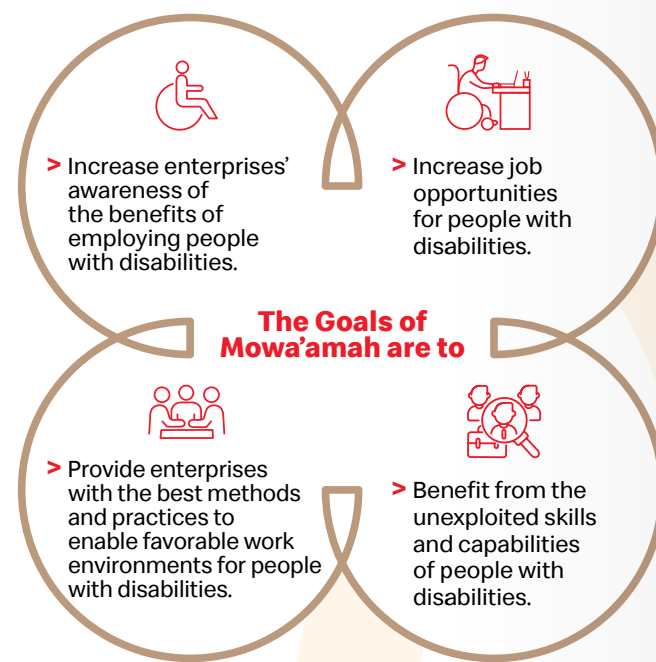 > Increase enterprises’
awareness of
the benefits of
employing people
with disabilities.
> Increase job
opportunities
for people with
disabilities.
The Goals of
Mowa’amah are to
> Provide enterprises
with the best methods
and practices to
enable favorable work
environments for people
with disabilities.
> Benefit from the
unexploited skills
and capabilities
of people with
disabilities.